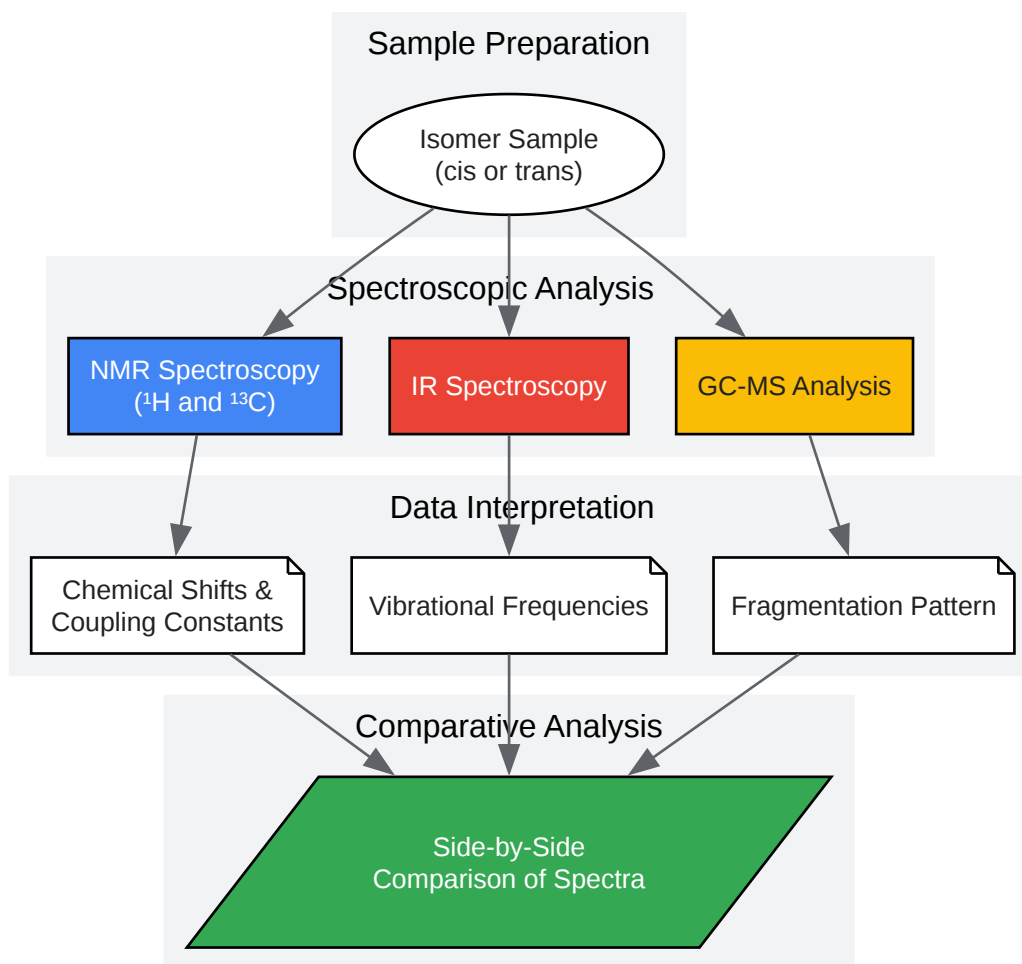 Sample Preparation
Isomer Sample
(cis or trans)
Spectroscopic Analysis
NMR Spectroscopy
(¹H and ¹³C)
IR Spectroscopy
GC-MS Analysis
Data Interpretation
Chemical Shifts &
Coupling Constants
Vibrational Frequencies
Fragmentation Pattern
Comparative Analysis
Side-by-Side
Comparison of Spectra